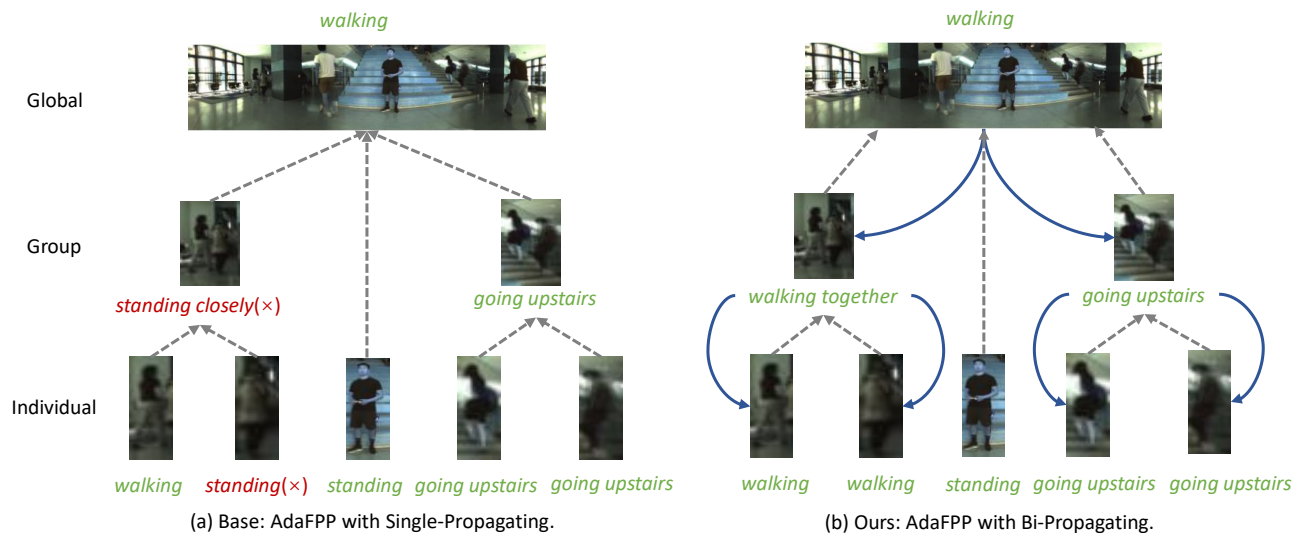 walking
walking
Global
Group
standing closely(×)
going upstairs
walking together
going upstairs
Individual
walking
standing(×)
standing
going upstairs
going upstairs
walking
walking
standing
going upstairs
going upstairs
(a) Base: AdaFPP with Single-Propagating.
(b) Ours: AdaFPP with Bi-Propagating.